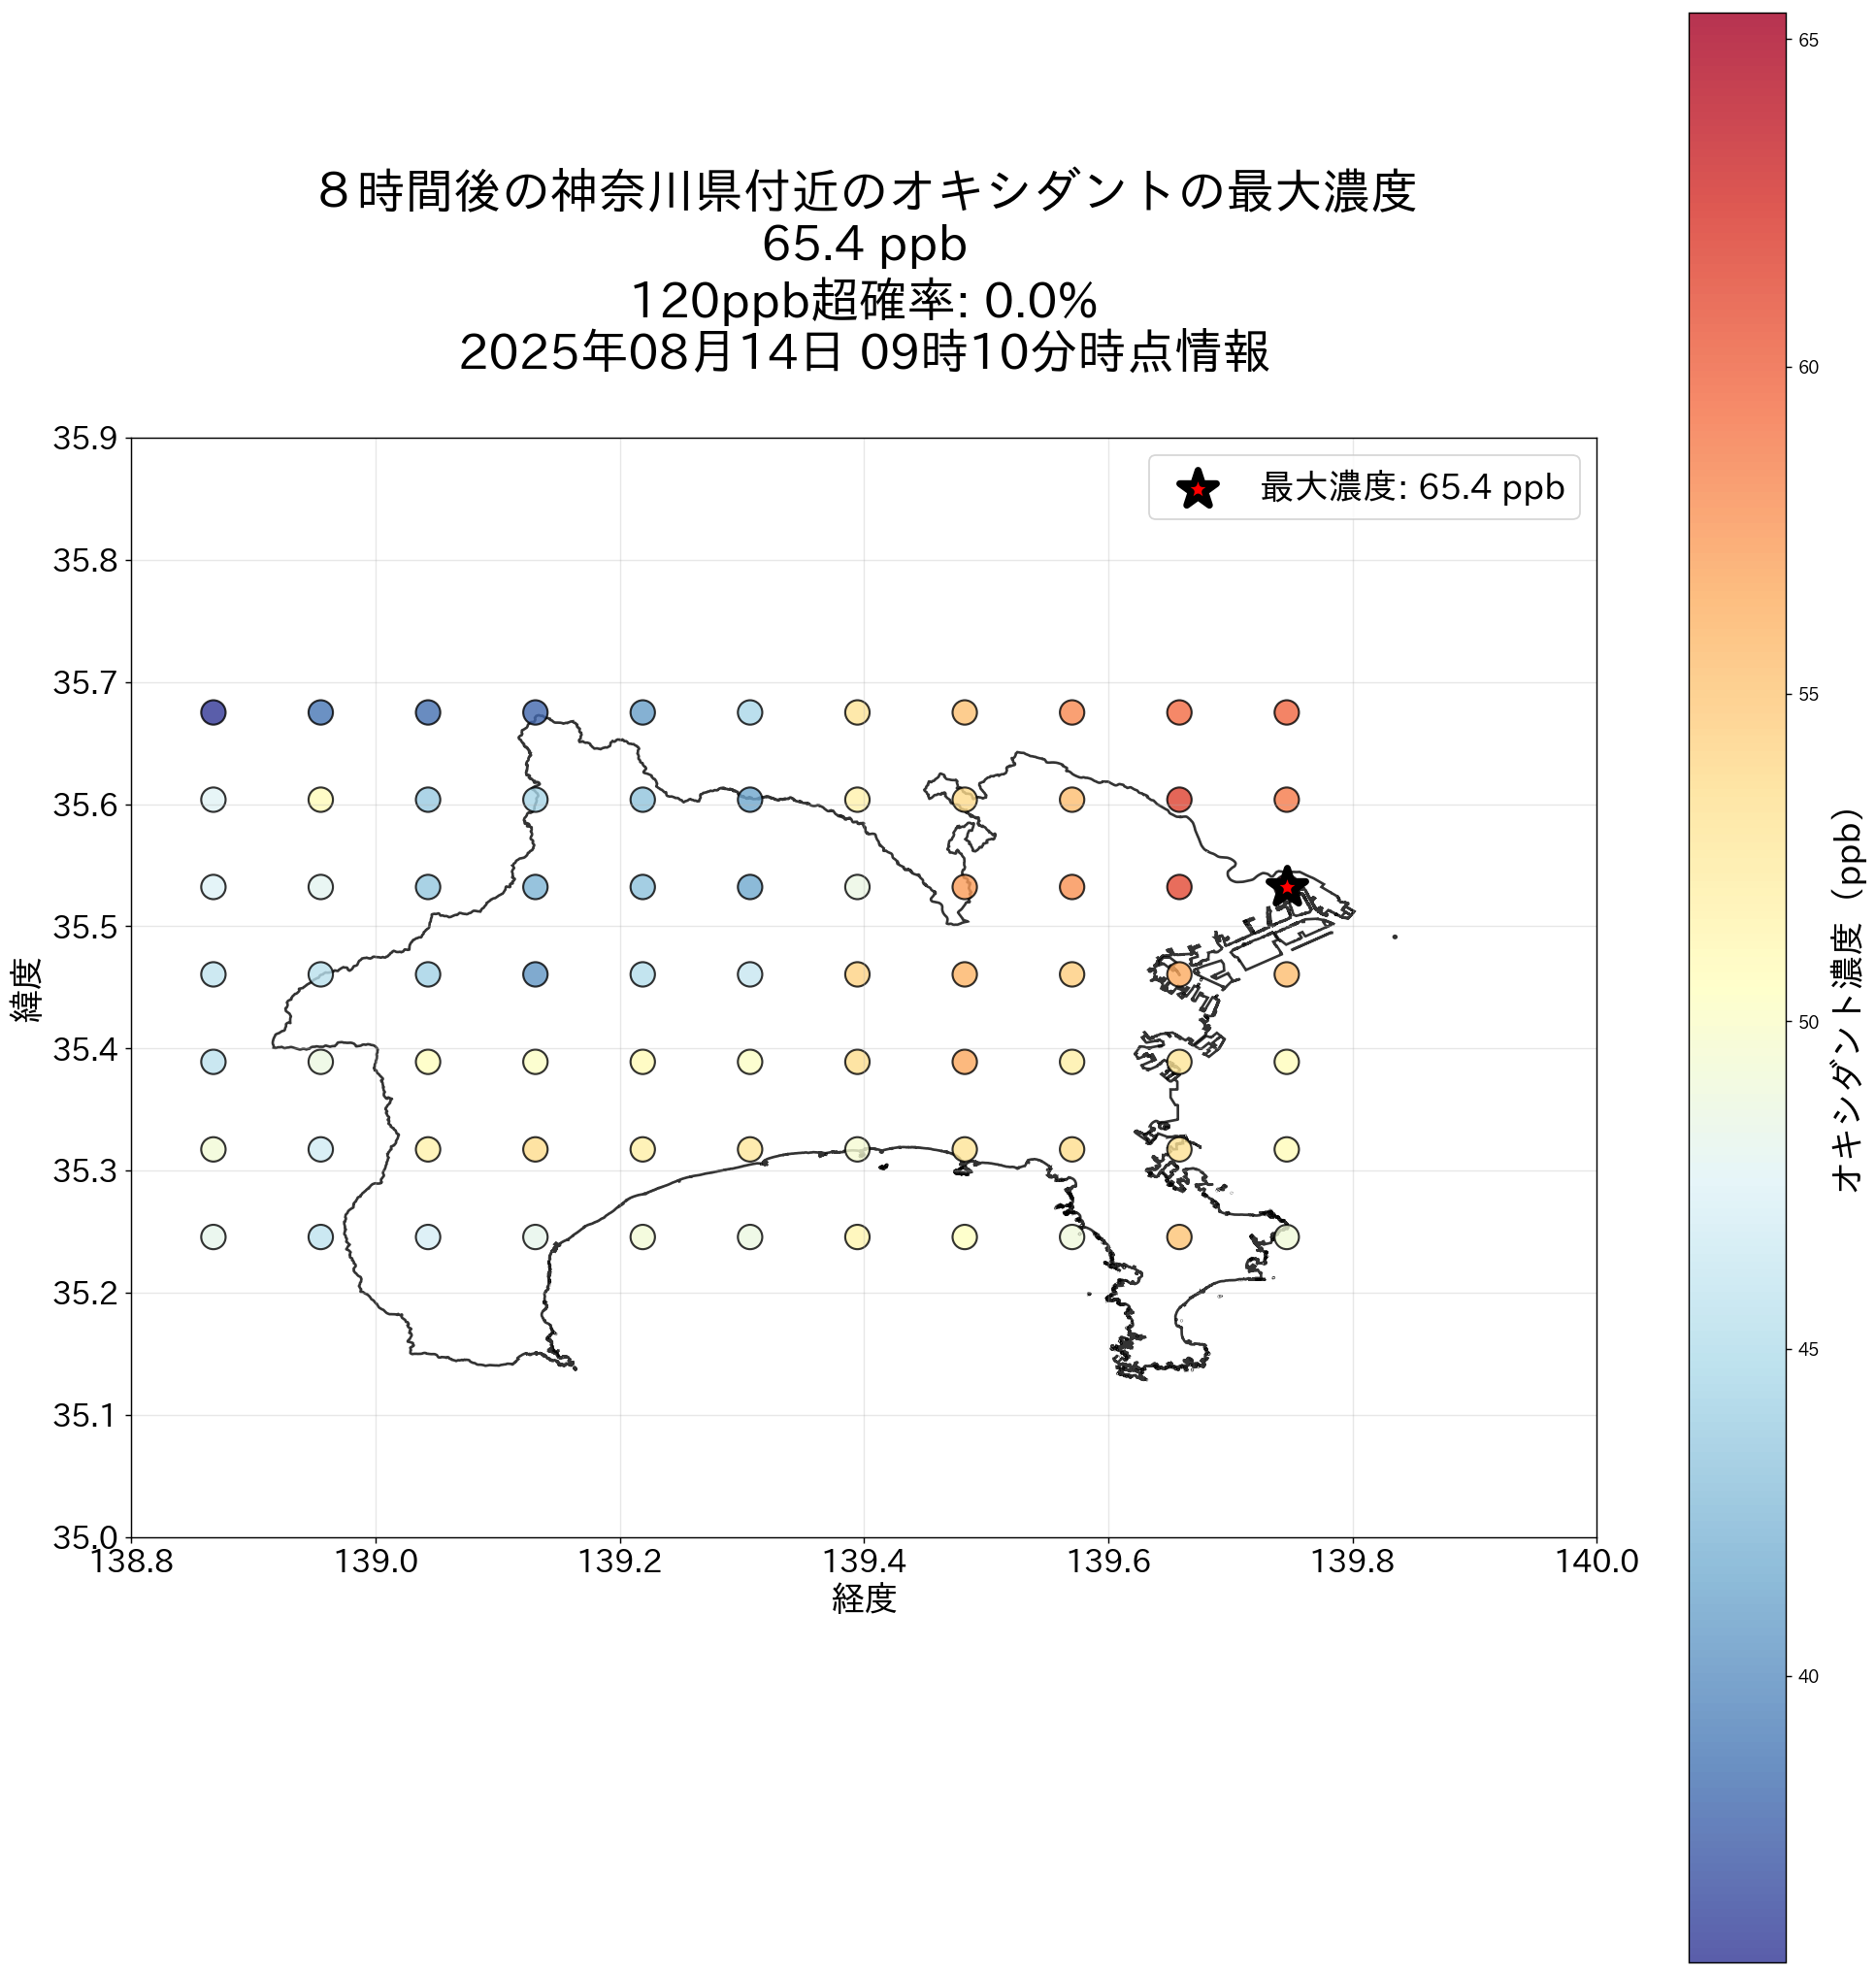 ８時間後の神奈川県付近のオキシダントの最大濃度
65.4 ppb
120ppb超確率: 0.0%
2025年08月14日 09時10分時点情報
最大濃度: 65.4 ppb
35.9
35.8
35.7
35.6
35.5
35.4
35.3
35.2
35.1
35.0
緯度
138.8
139.0
139.2
139.4
139.6
139.8
140.0
経度
65
60
55
50
45
40
オキシダント濃度（ppb）